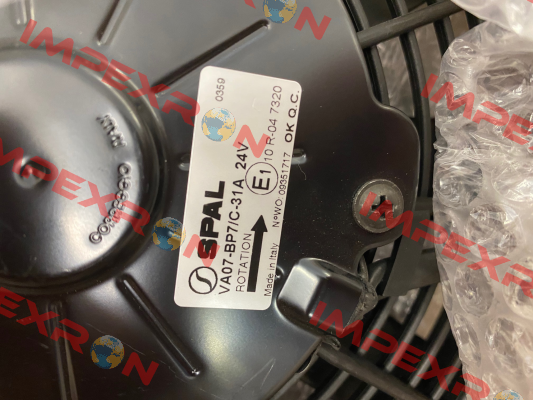 SPAL
VA07-BP7/C-31A 24V
ROTATION
Made in Italy
E1
10 R-04 7320
N°WO. 09351717
OK Q.C.
0359
IMPEXRON
IMPEXRON
IMPEXRON
IMPEXRON